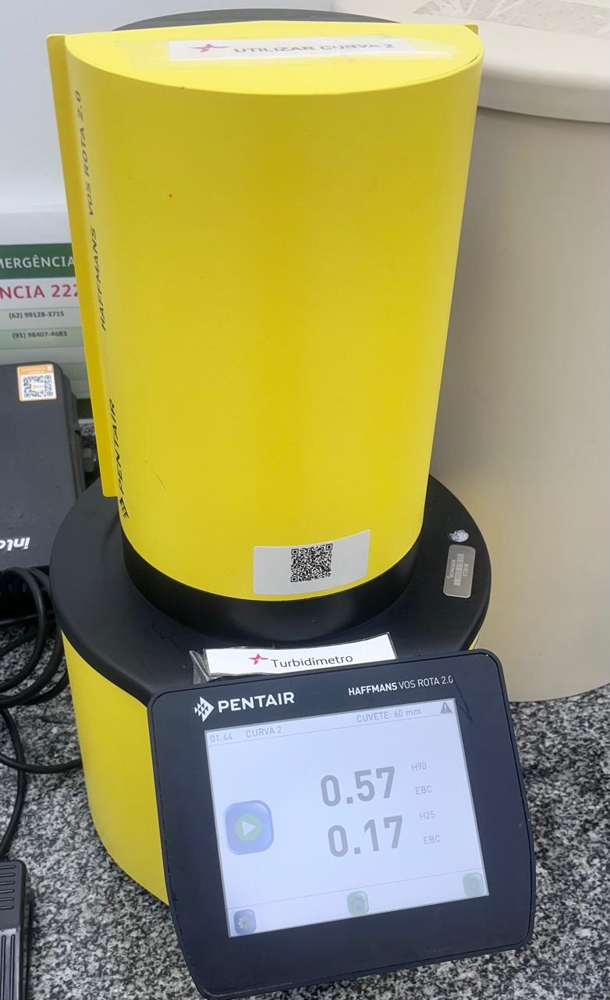 UTILIZAR CURVA 2
HAFFMANS VOS ROTA 2.0
PENTAIR
MERGÊNCIA
NCIA 222
(62) 99128-3715
(91) 98407-4683
Turbidímetro
PENTAIR
HAFFMANS VOS ROTA 2.0
01:44 CURVA 2 CUVETE: 60 mm
0.57 H90
EBC
0.17 H25
EBC